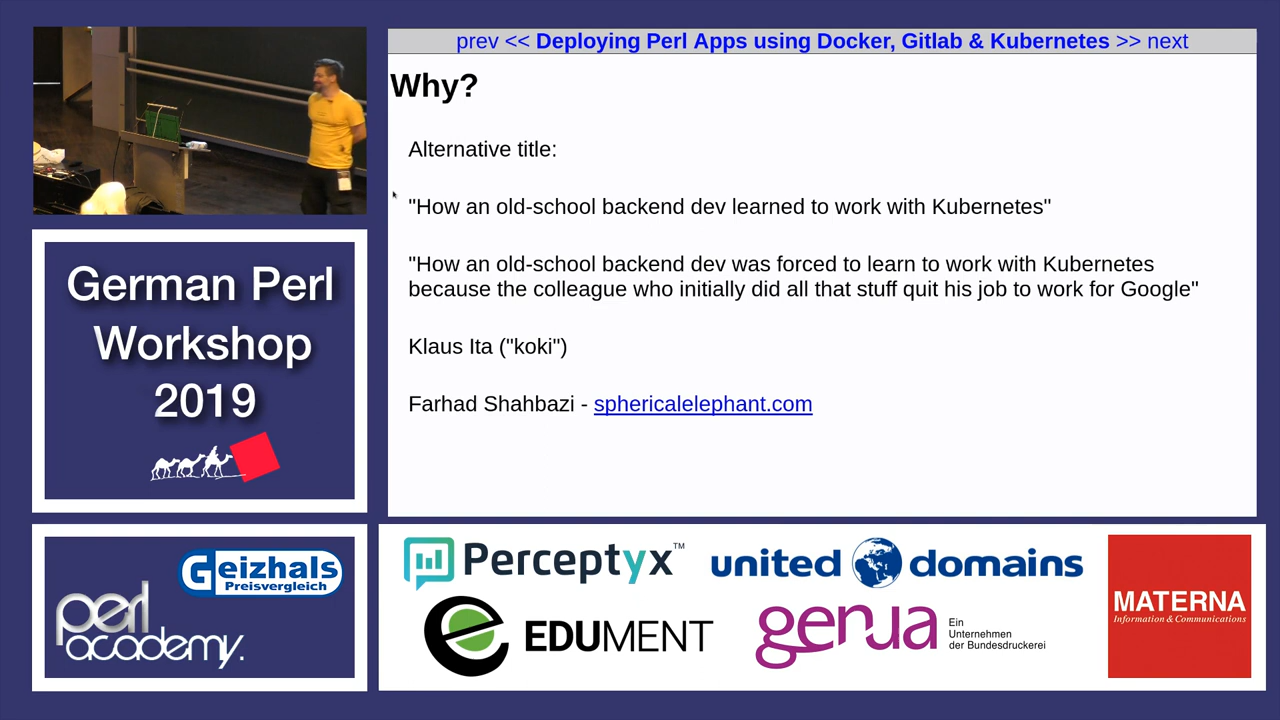 prev << Deploying Perl Apps using Docker, Gitlab & Kubernetes >> next
Why?
Alternative title:
"How an old-school backend dev learned to work with Kubernetes"
"How an old-school backend dev was forced to learn to work with Kubernetes
because the colleague who initially did all that stuff quit his job to work for Google"
Klaus Ita ("koki")
Farhad Shahbazi - sphericalelephant.com
German Perl
Workshop
2019
Geizhals
Preisvergleich
perl
academy.
Perceptyx™
united domains
EDUMENT
genua
Ein
Unternehmen
der Bundesdruckerei
MATERNA
Information & Communications